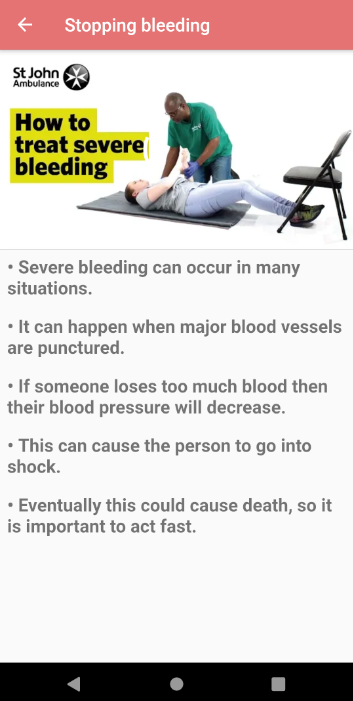 Stopping bleeding
St John
Ambulance
How to
treat severe
bleeding
• Severe bleeding can occur in many
situations.
• It can happen when major blood vessels
are punctured.
• If someone loses too much blood then
their blood pressure will decrease.
• This can cause the person to go into
shock.
• Eventually this could cause death, so it
is important to act fast.